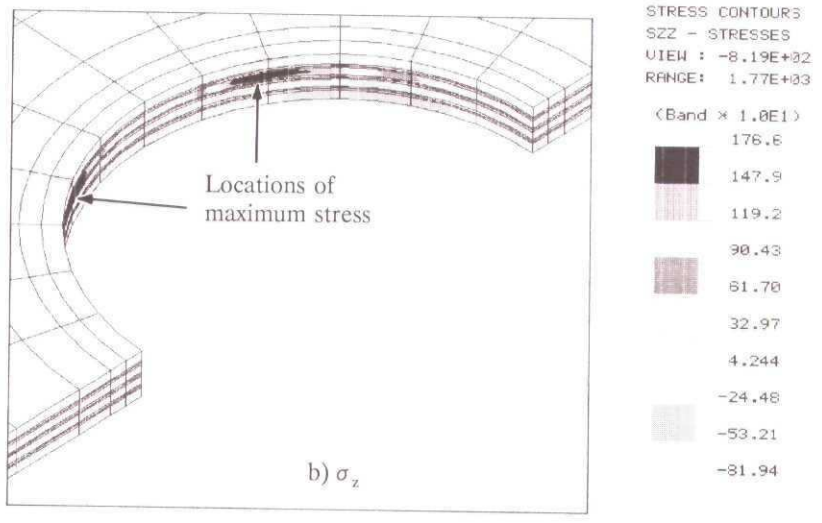 STRESS CONTOURS
SZZ - STRESSES
VIEW : -8.19E+02
RANGE: 1.77E+03
(Band * 1.0E1)
176.6
147.9
119.2
90.43
61.70
32.97
4.244
-24.48
-53.21
-81.94
Locations of
maximum stress
b) σz